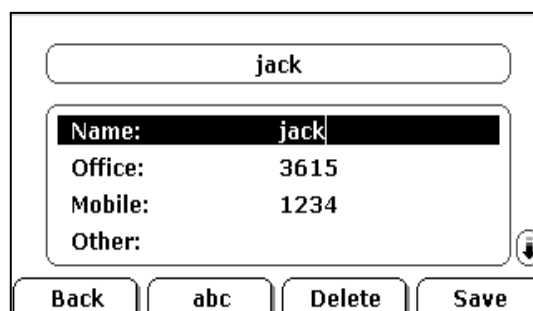 jack
Name: jack
Office: 3615
Mobile: 1234
Other:
Back abc Delete Save